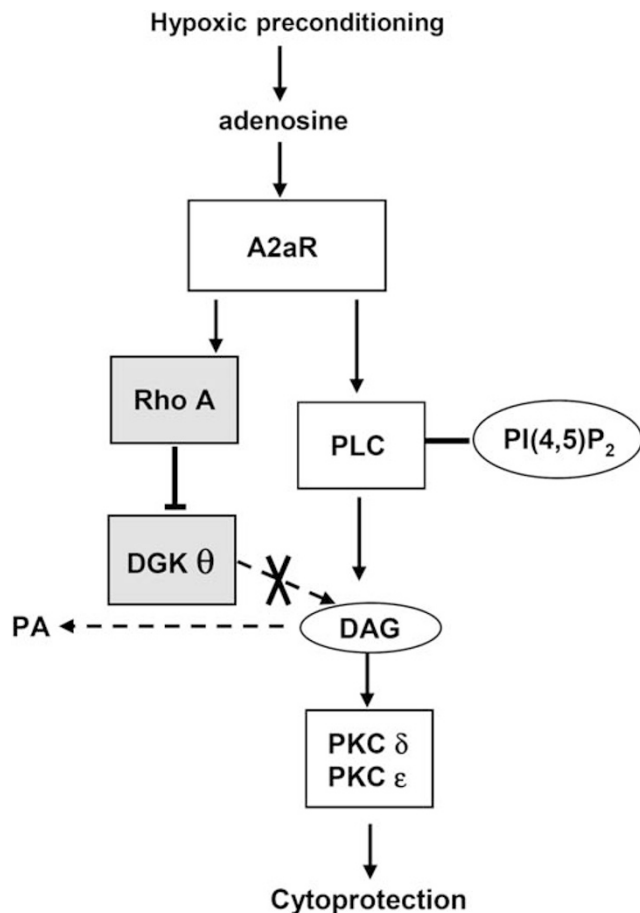 Hypoxic preconditioning
adenosine
A2aR
Rho A
PLC
PI(4,5)P₂
DGK θ
PA
DAG
PKC δ
PKC ε
Cytoprotection